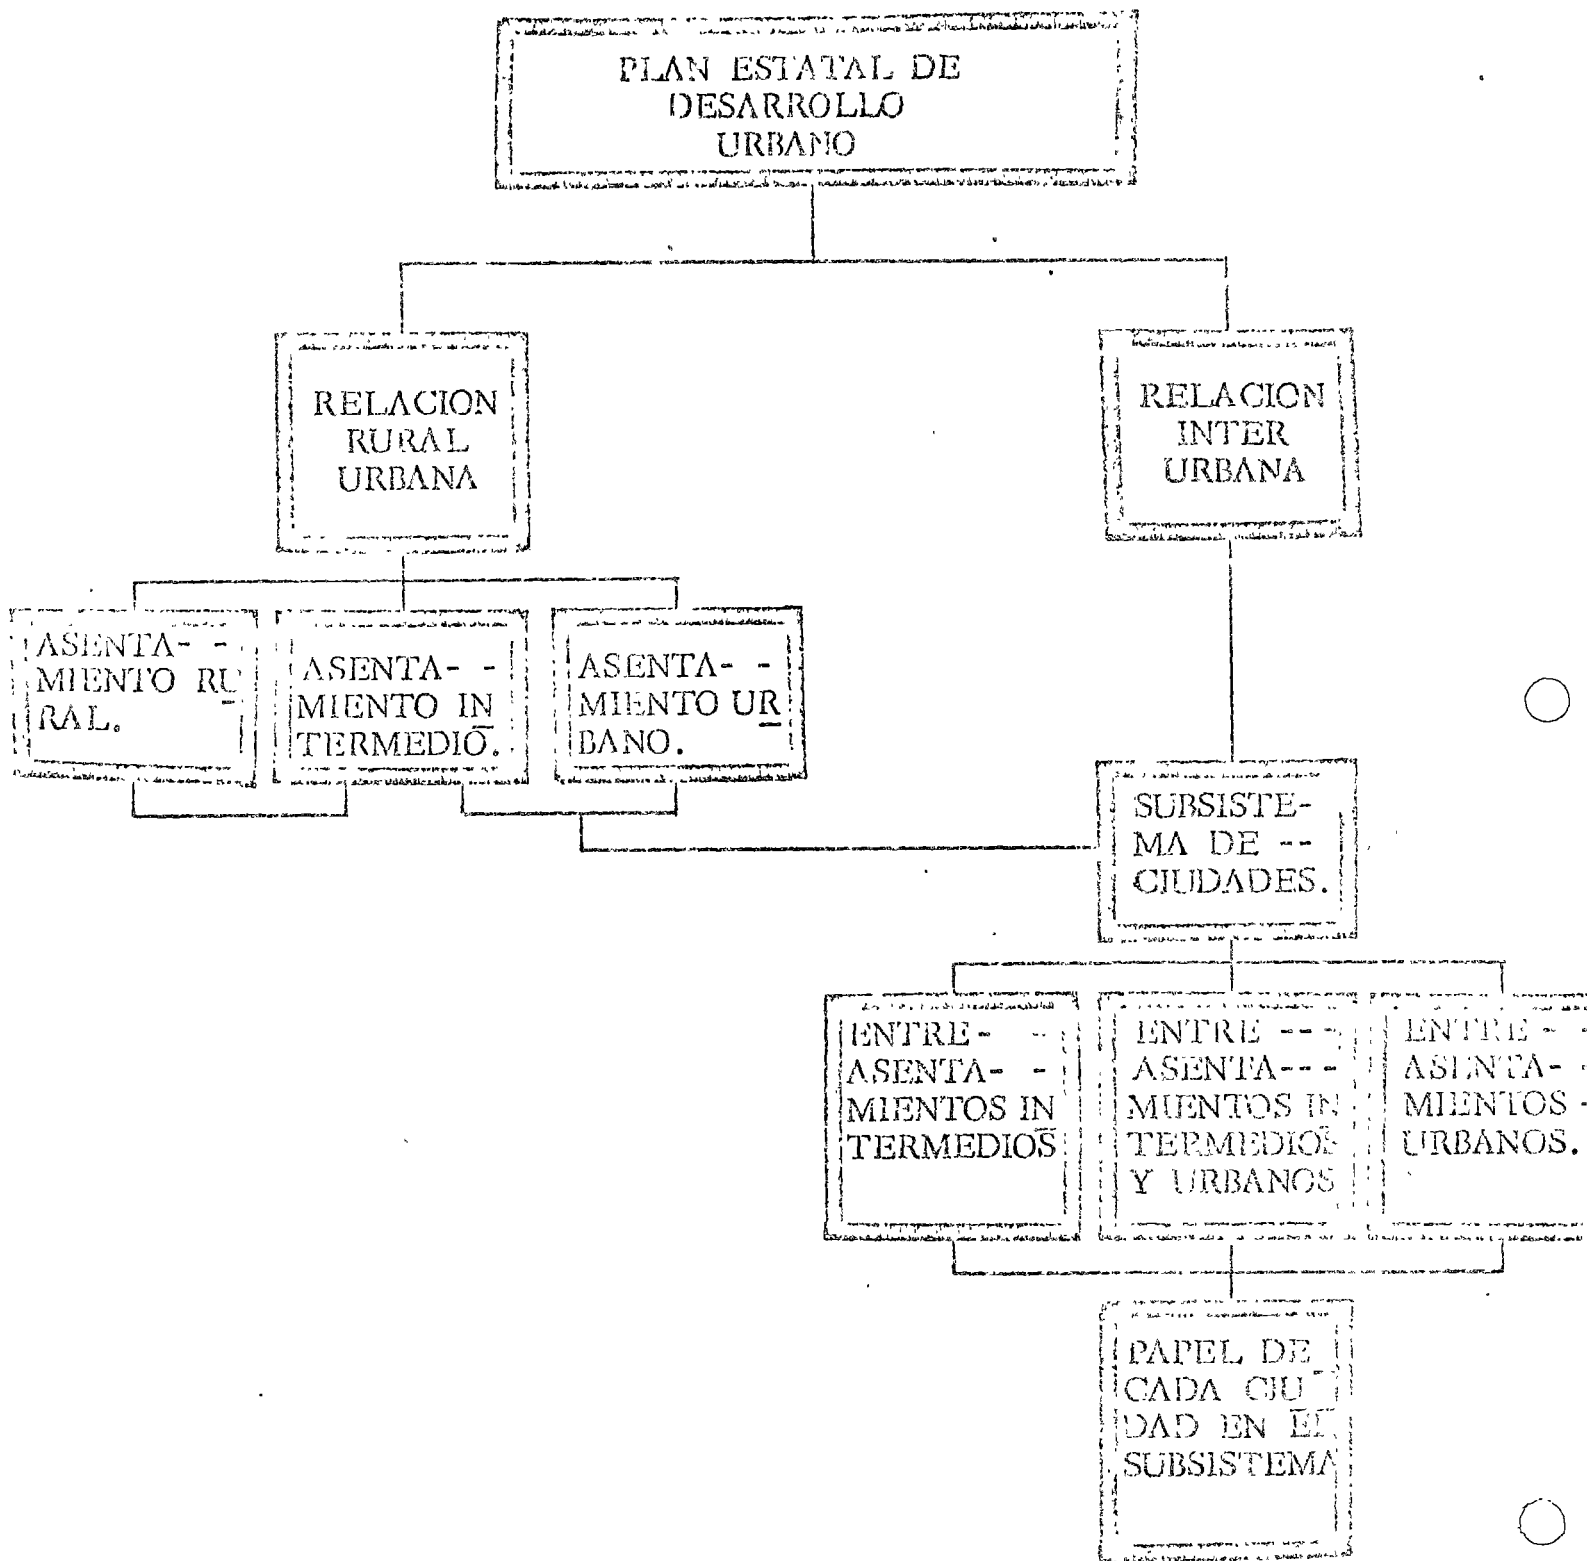 PLAN ESTATAL DE
DESARROLLO
URBANO
RELACION
RURAL
URBANA
RELACION
INTER
URBANA
ASENTA- -
MIENTO RU
RAL.
ASENTA- -
MIENTO IN
TERMEDIO.
ASENTA- -
MIENTO UR
BANO.
SUBSISTE-
MA DE --
CIUDADES.
ENTRE- -
ASENTA- -
MIENTOS IN
TERMEDIOS
ENTRE ---
ASENTA---
MIENTOS IN
TERMEDIOS
Y URBANOS
ENTRE - -
ASENTA- -
MIENTOS -
URBANOS.
PAPEL DE
CADA CIU
DAD EN EL
SUBSISTEMA